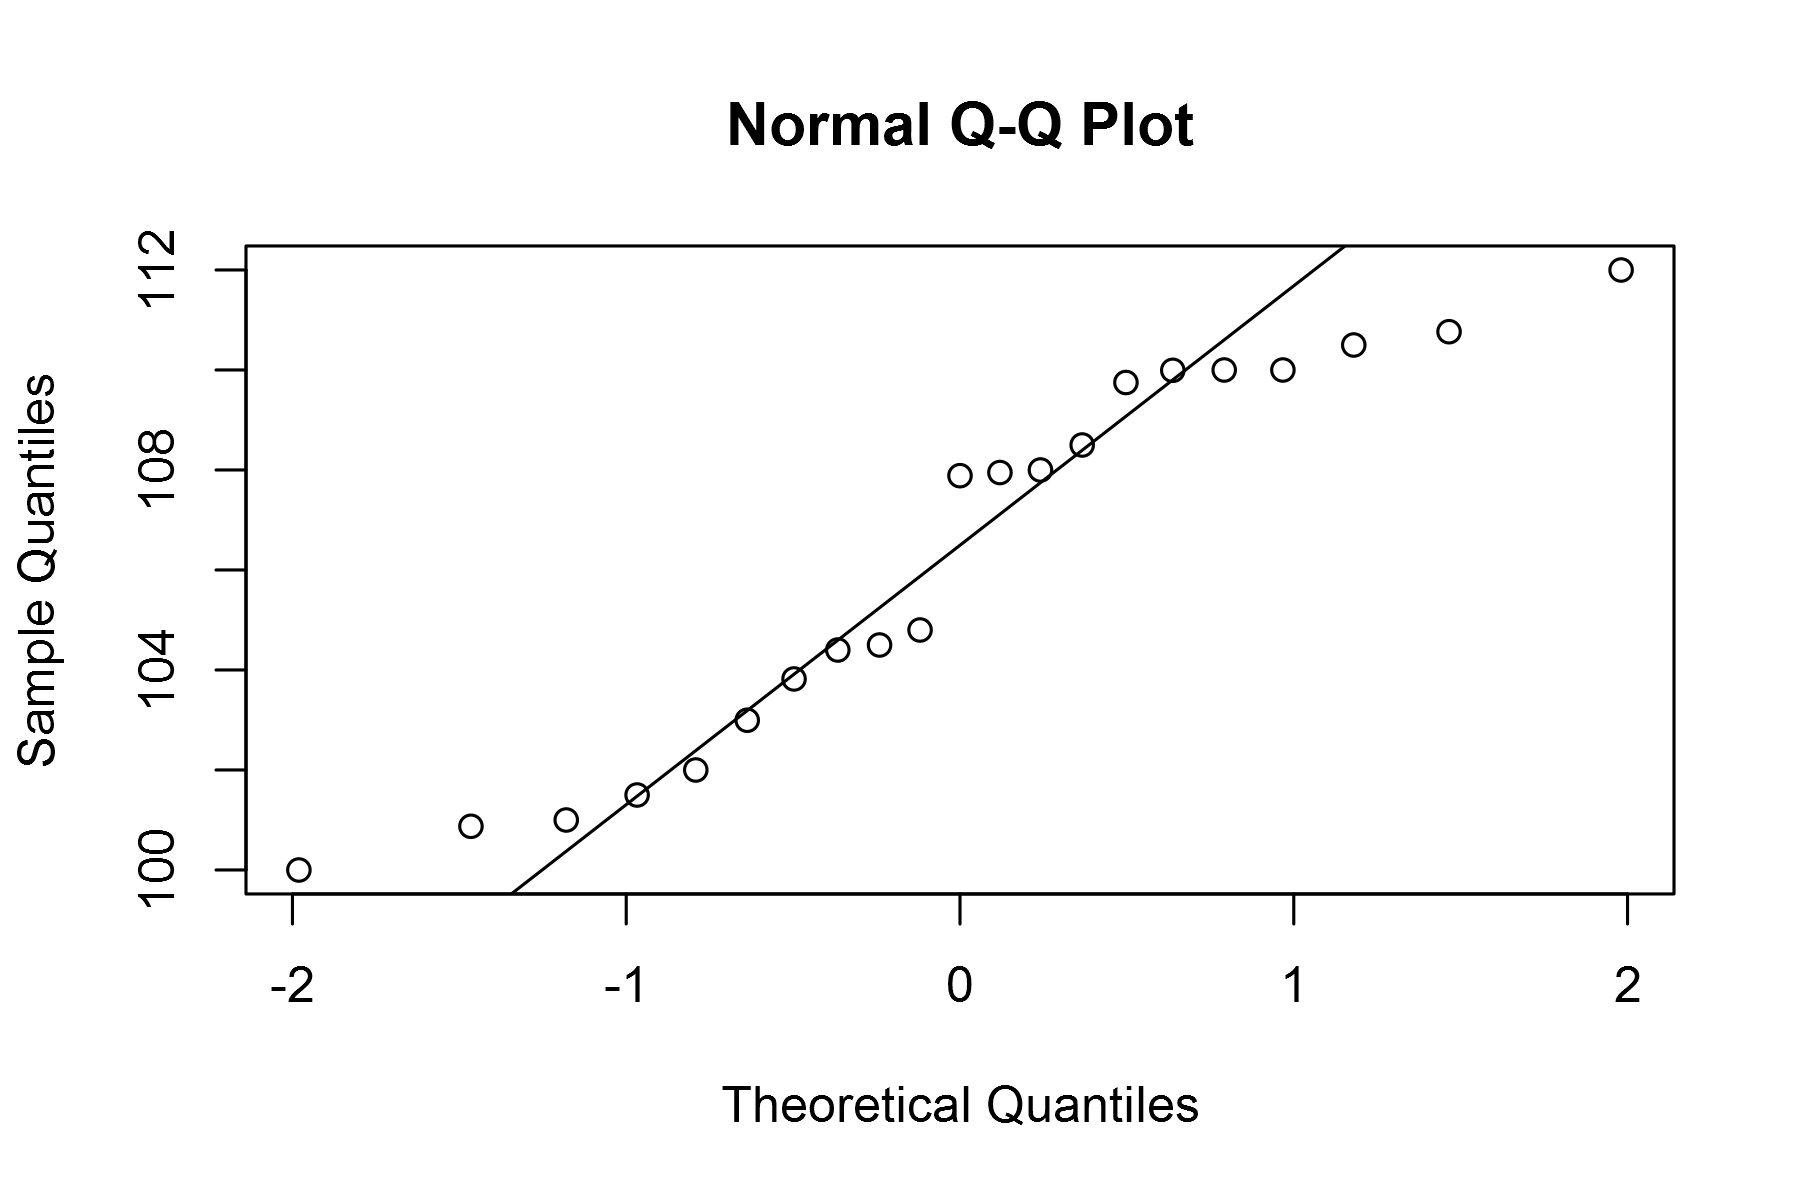 Normal Q-Q Plot
Sample Quantiles
112
108
104
100
-2 -1 0 1 2
Theoretical Quantiles